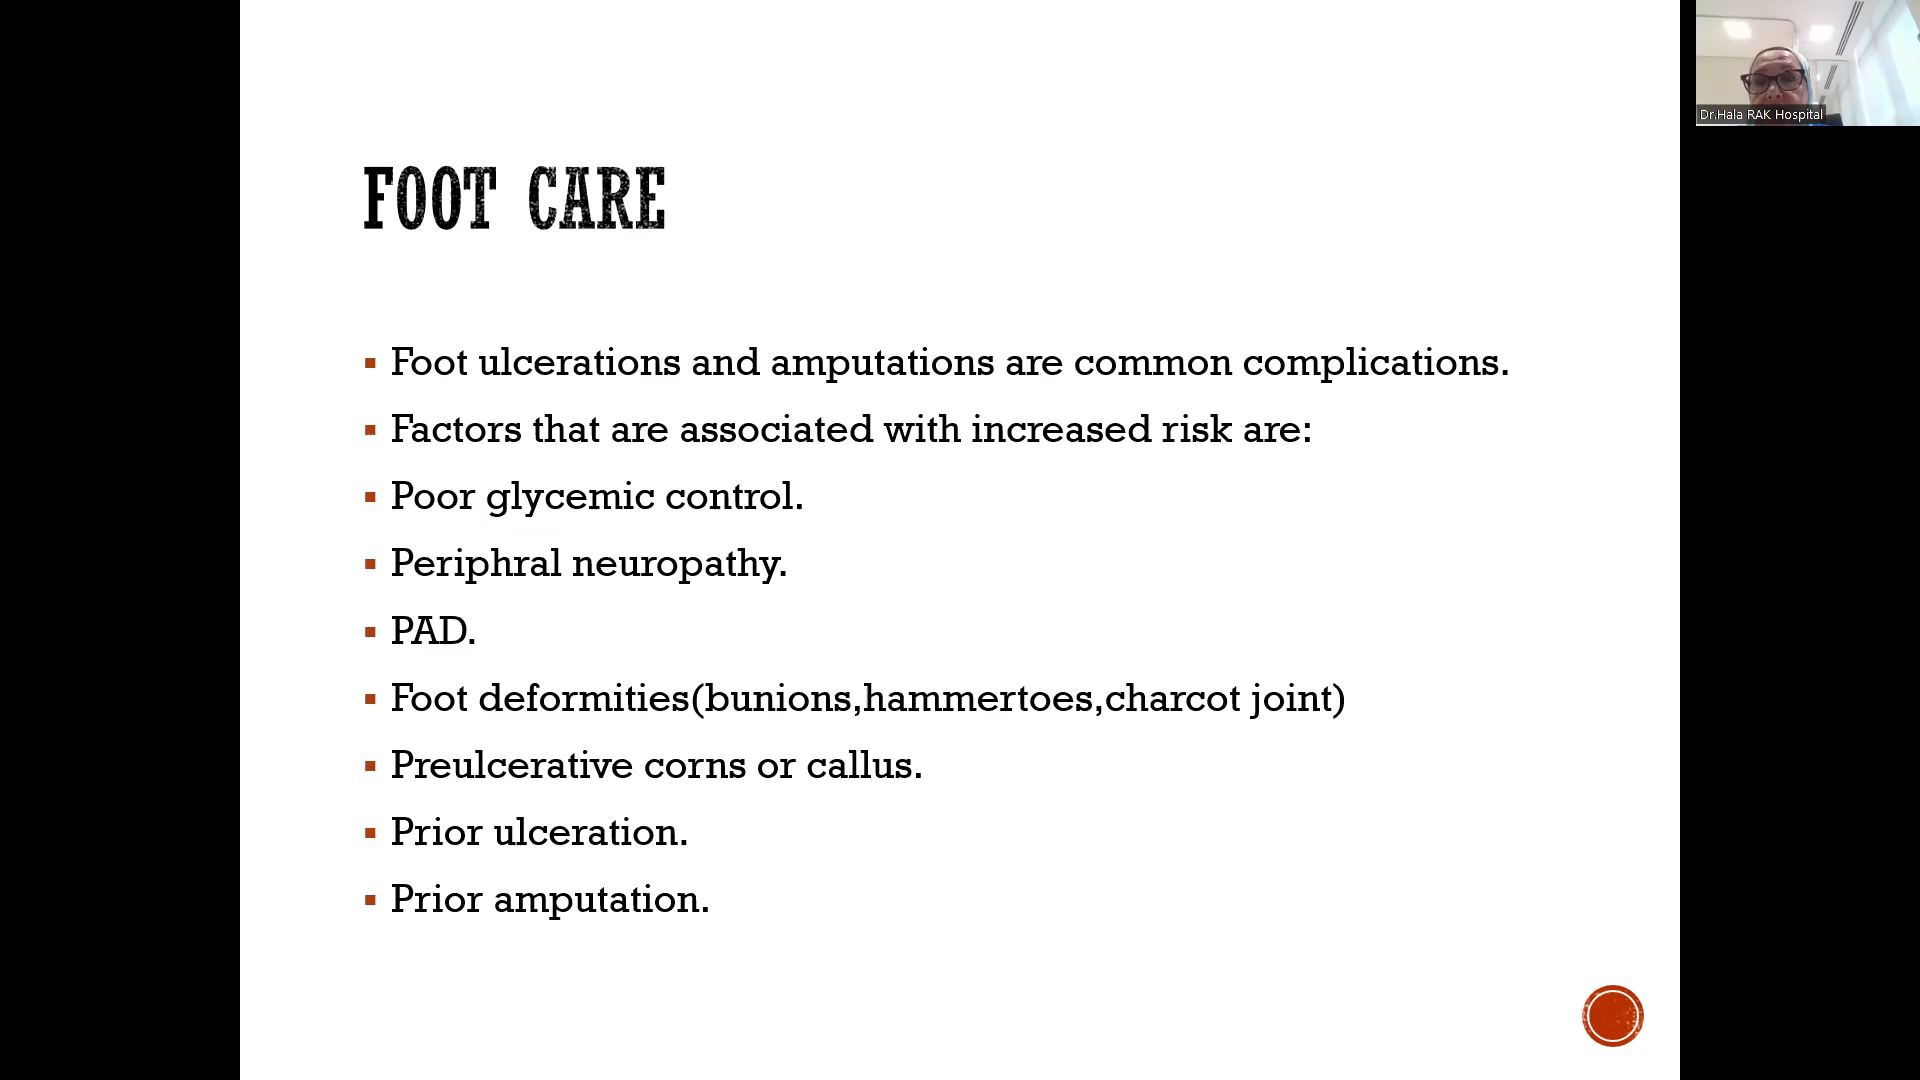 Dr.Hala RAK Hospital
FOOT CARE
Foot ulcerations and amputations are common complications.
Factors that are associated with increased risk are:
Poor glycemic control.
Periphral neuropathy.
PAD.
Foot deformities(bunions,hammertoes,charcot joint)
Preulcerative corns or callus.
Prior ulceration.
Prior amputation.